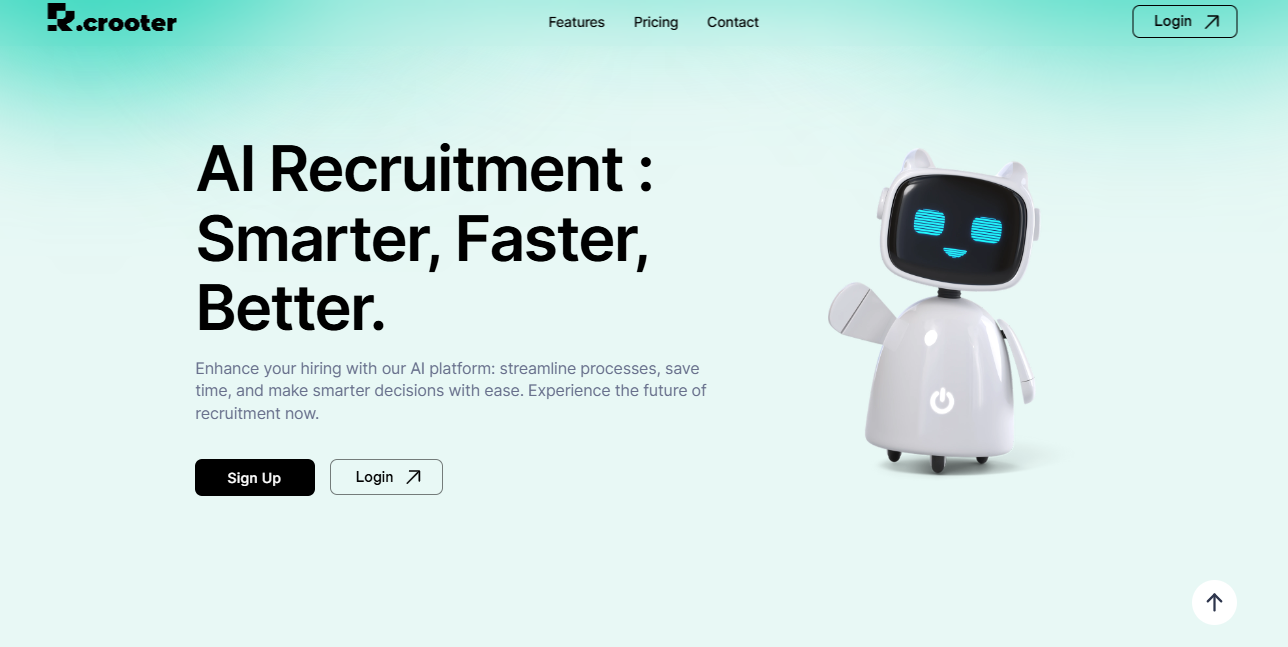 R.crooter
Features
Pricing
Contact
Login
AI Recruitment :
Smarter, Faster,
Better.
Enhance your hiring with our AI platform: streamline processes, save
time, and make smarter decisions with ease. Experience the future of
recruitment now.
Sign Up
Login